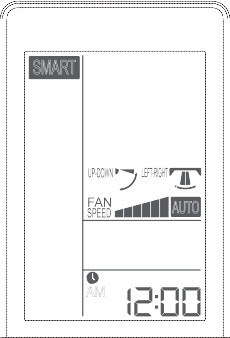 SMART
UP-DOWN LEFT-RIGHT
FAN
SPEED AUTO
AM
12:00